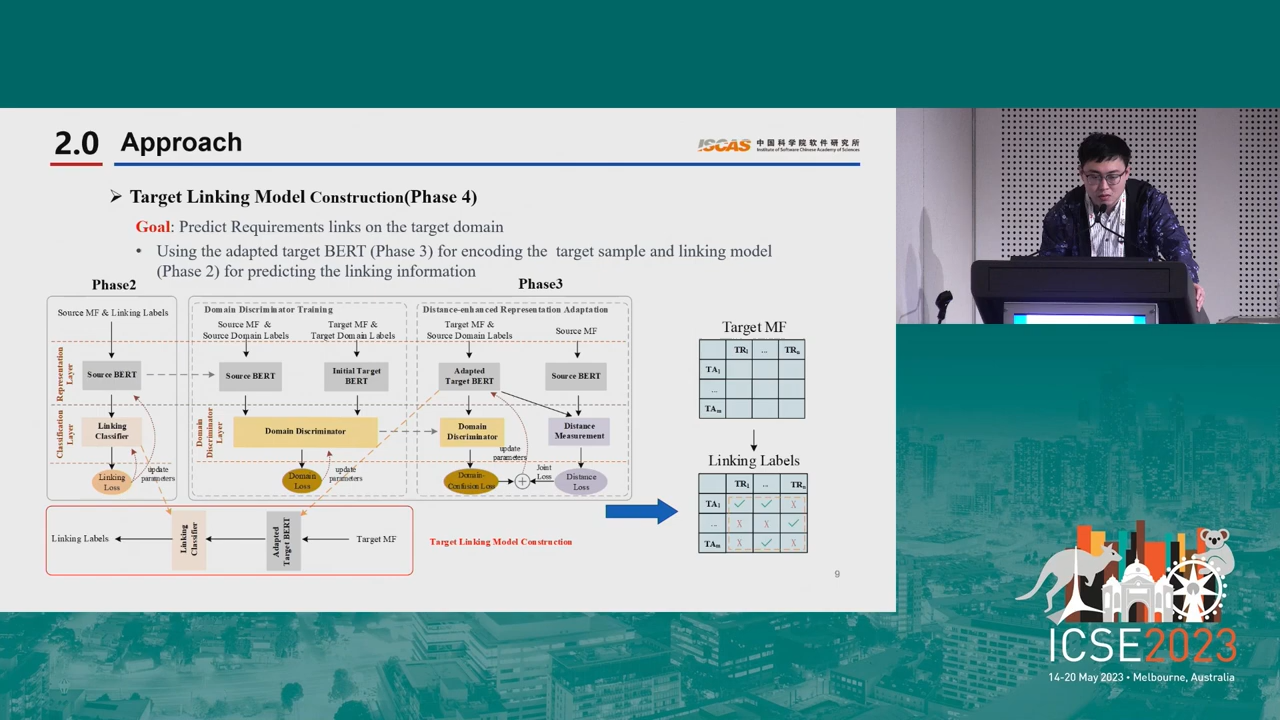 2.0 Approach
ISCAS 中国科学院软件研究所
Institute of Software Chinese Academy of Sciences
➢ Target Linking Model Construction(Phase 4)
Goal: Predict Requirements links on the target domain
• Using the adapted target BERT (Phase 3) for encoding the target sample and linking model
(Phase 2) for predicting the linking information
Phase2
Phase3
Source MF & Linking Labels
Representation
Layer
Source BERT
Classification
Layer
Linking
Classifier
Linking
Loss
update
parameters
Domain Discriminator Training
Source MF &
Source Domain Labels
Target MF &
Target Domain Labels
Source BERT
Initial Target
BERT
Domain
Discriminator
Layer
Domain Discriminator
Domain
Loss
update
parameters
Distance-enhanced Representation Adaptation
Target MF &
Source Domain Labels
Source MF
Adapted
Target BERT
Source BERT
Domain
Discriminator
Distance
Measurement
update
parameters
Domain-
Confusion Loss
Joint
Loss
Distance
Loss
Linking Labels
Linking
Classifier
Adapted
Target BERT
Target MF
Target Linking Model Construction
Target MF
TR1 ... TRn
TA1
...
TAm
Linking Labels
TR1 ... TRn
TA1 ✓ ✓ X
... X X ✓
TAm X ✓ X
9
ICSE2023
14-20 May 2023 • Melbourne, Australia